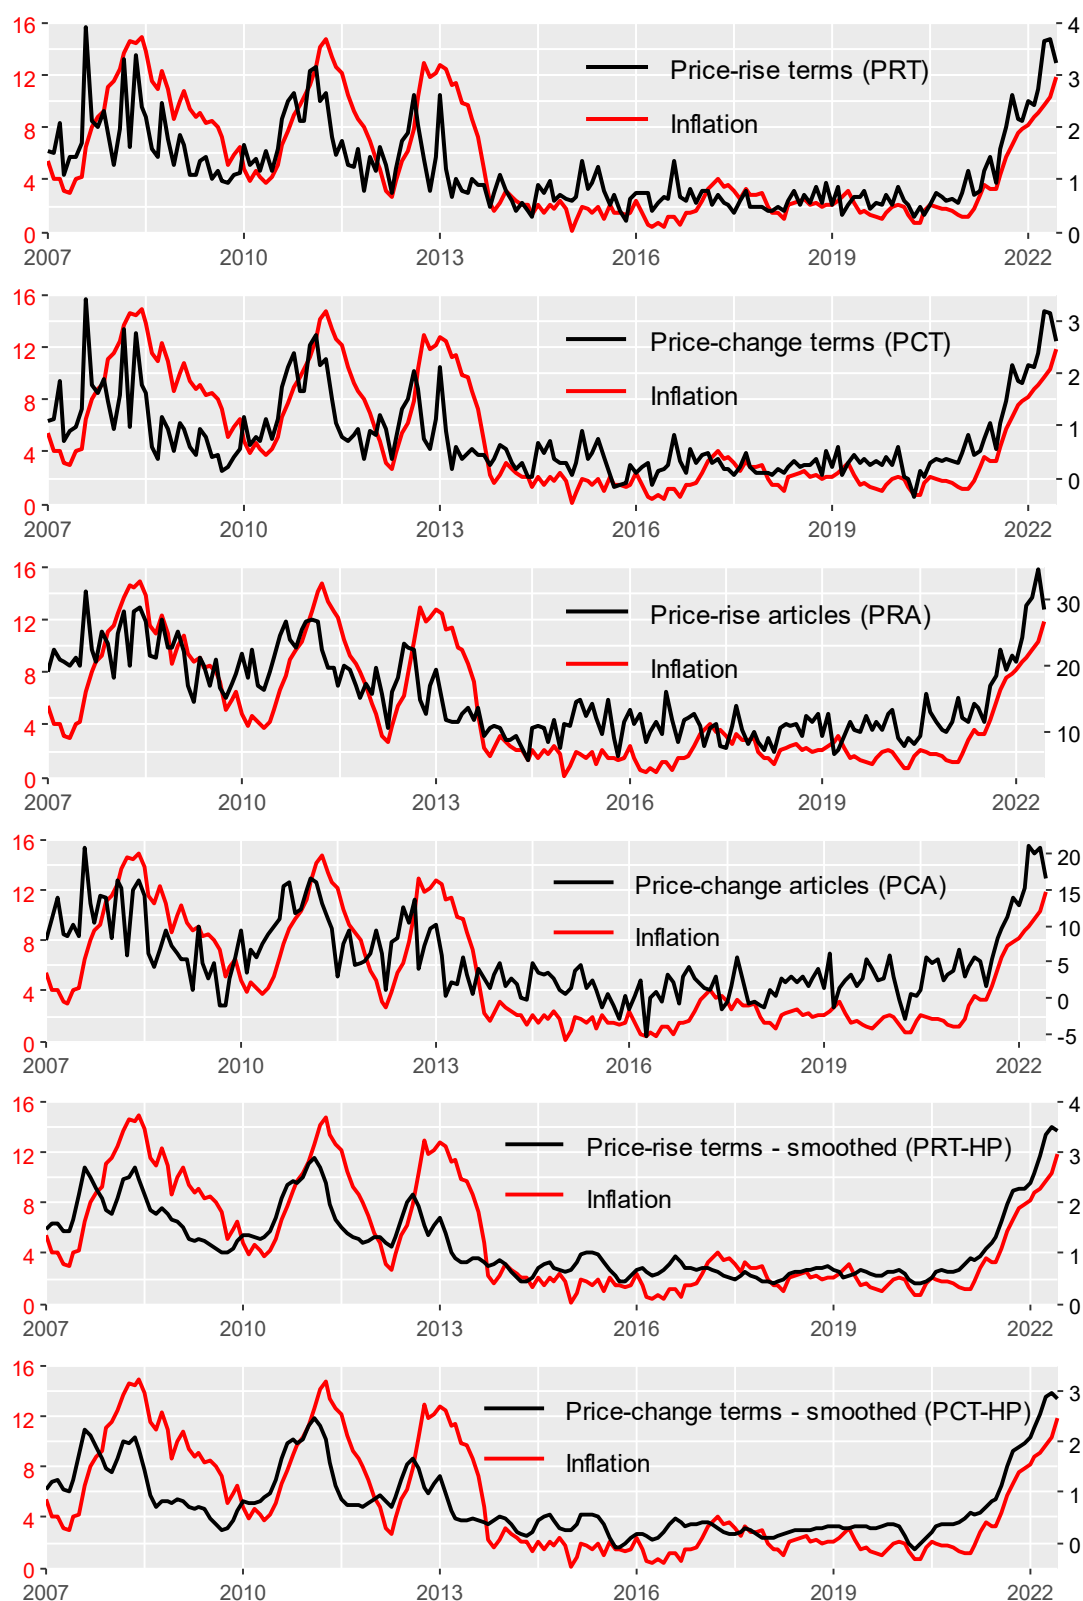 16 4
Price-rise terms (PRT)
12 3
Inflation
8 2
4 1
0 0
2007 2010 2013 2016 2019 2022
16
3
Price-change terms (PCT)
12
2
Inflation
8
1
4
0
0
2007 2010 2013 2016 2019 2022
16
30
Price-rise articles (PRA)
12
Inflation
20
8
4
10
0
2007 2010 2013 2016 2019 2022
16
20
Price-change articles (PCA)
12
15
Inflation
10
8
5
4
0
0
-5
2007 2010 2013 2016 2019 2022
16 4
Price-rise terms - smoothed (PRT-HP)
12 3
Inflation
8 2
4 1
0 0
2007 2010 2013 2016 2019 2022
16
3
Price-change terms - smoothed (PCT-HP)
12
2
Inflation
8
1
4
0
0
2007 2010 2013 2016 2019 2022